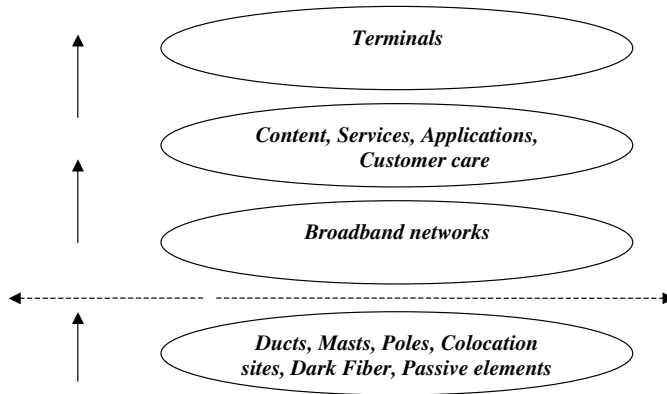 Terminals
Content, Services, Applications,
Customer care
Broadband networks
Ducts, Masts, Poles, Colocation
sites, Dark Fiber, Passive elements